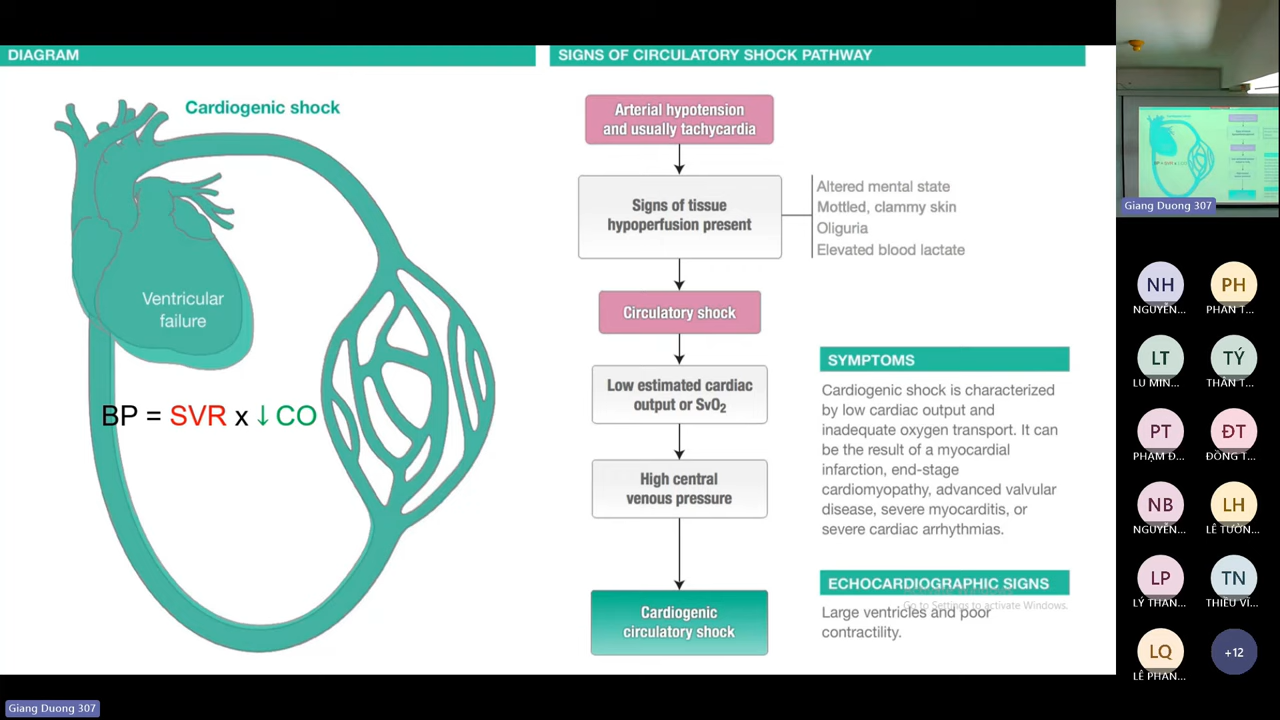 DIAGRAM
Cardiogenic shock
Ventricular
failure
BP = SVR x ↓ CO
SIGNS OF CIRCULATORY SHOCK PATHWAY
Arterial hypotension
and usually tachycardia
Signs of tissue
hypoperfusion present
Altered mental state
Mottled, clammy skin
Oliguria
Elevated blood lactate
Circulatory shock
Low estimated cardiac
output or SvO₂
High central
venous pressure
Cardiogenic
circulatory shock
SYMPTOMS
Cardiogenic shock is characterized
by low cardiac output and
inadequate oxygen transport. It can
be the result of a myocardial
infarction, end-stage
cardiomyopathy, advanced valvular
disease, severe myocarditis, or
severe cardiac arrhythmias.
ECHOCARDIOGRAPHIC SIGNS
Go to Settings to activate Windows.
Large ventricles and poor
contractility.
Giang Duong 307
NH
NGUYỄN...
PH
PHAN T...
LT
LU MIN...
TÝ
THÂN T...
PT
PHẠM Đ...
ĐT
ĐỒNG T...
NB
NGUYỄN...
LH
LÊ TƯỞN...
LP
LÝ THAN...
TN
THIỀU VĨ...
LQ
LÊ PHAN...
+12
Giang Duong 307